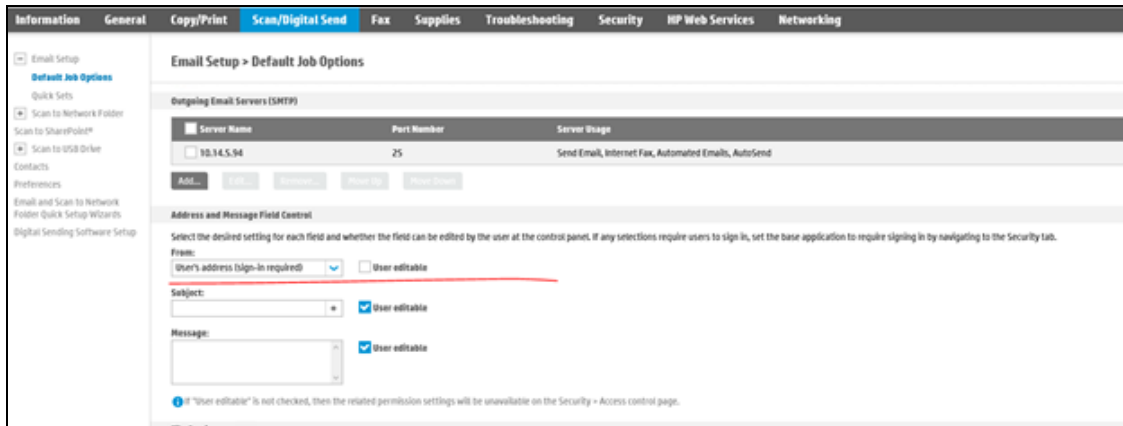 Information General Copy/Print Scan/Digital Send Fax Supplies Troubleshooting Security HP Web Services Networking
Email Setup
Default Job Options
Quick Sets
Scan to Network Folder
Scan to SharePoint®
Scan to USB Drive
Contacts
Preferences
Email and Scan to Network
Folder Quick Setup Wizards
Digital Sending Software Setup
Email Setup > Default Job Options
Outgoing Email Servers (SMTP)
Server Name Port Number Server Usage
10.14.5.94 25 Send Email, Internet Fax, Automated Emails, AutoSend
Add... Edit... Remove... Move Up Move Down
Address and Message Field Control
Select the desired setting for each field and whether the field can be edited by the user at the control panel. If any selections require users to sign in, set the base application to require signing in by navigating to the Security tab.
From:
User's address (sign-in required) User editable
Subject:
User editable
Message:
User editable
If "User editable" is not checked, then the related permission settings will be unavailable on the Security > Access control page.